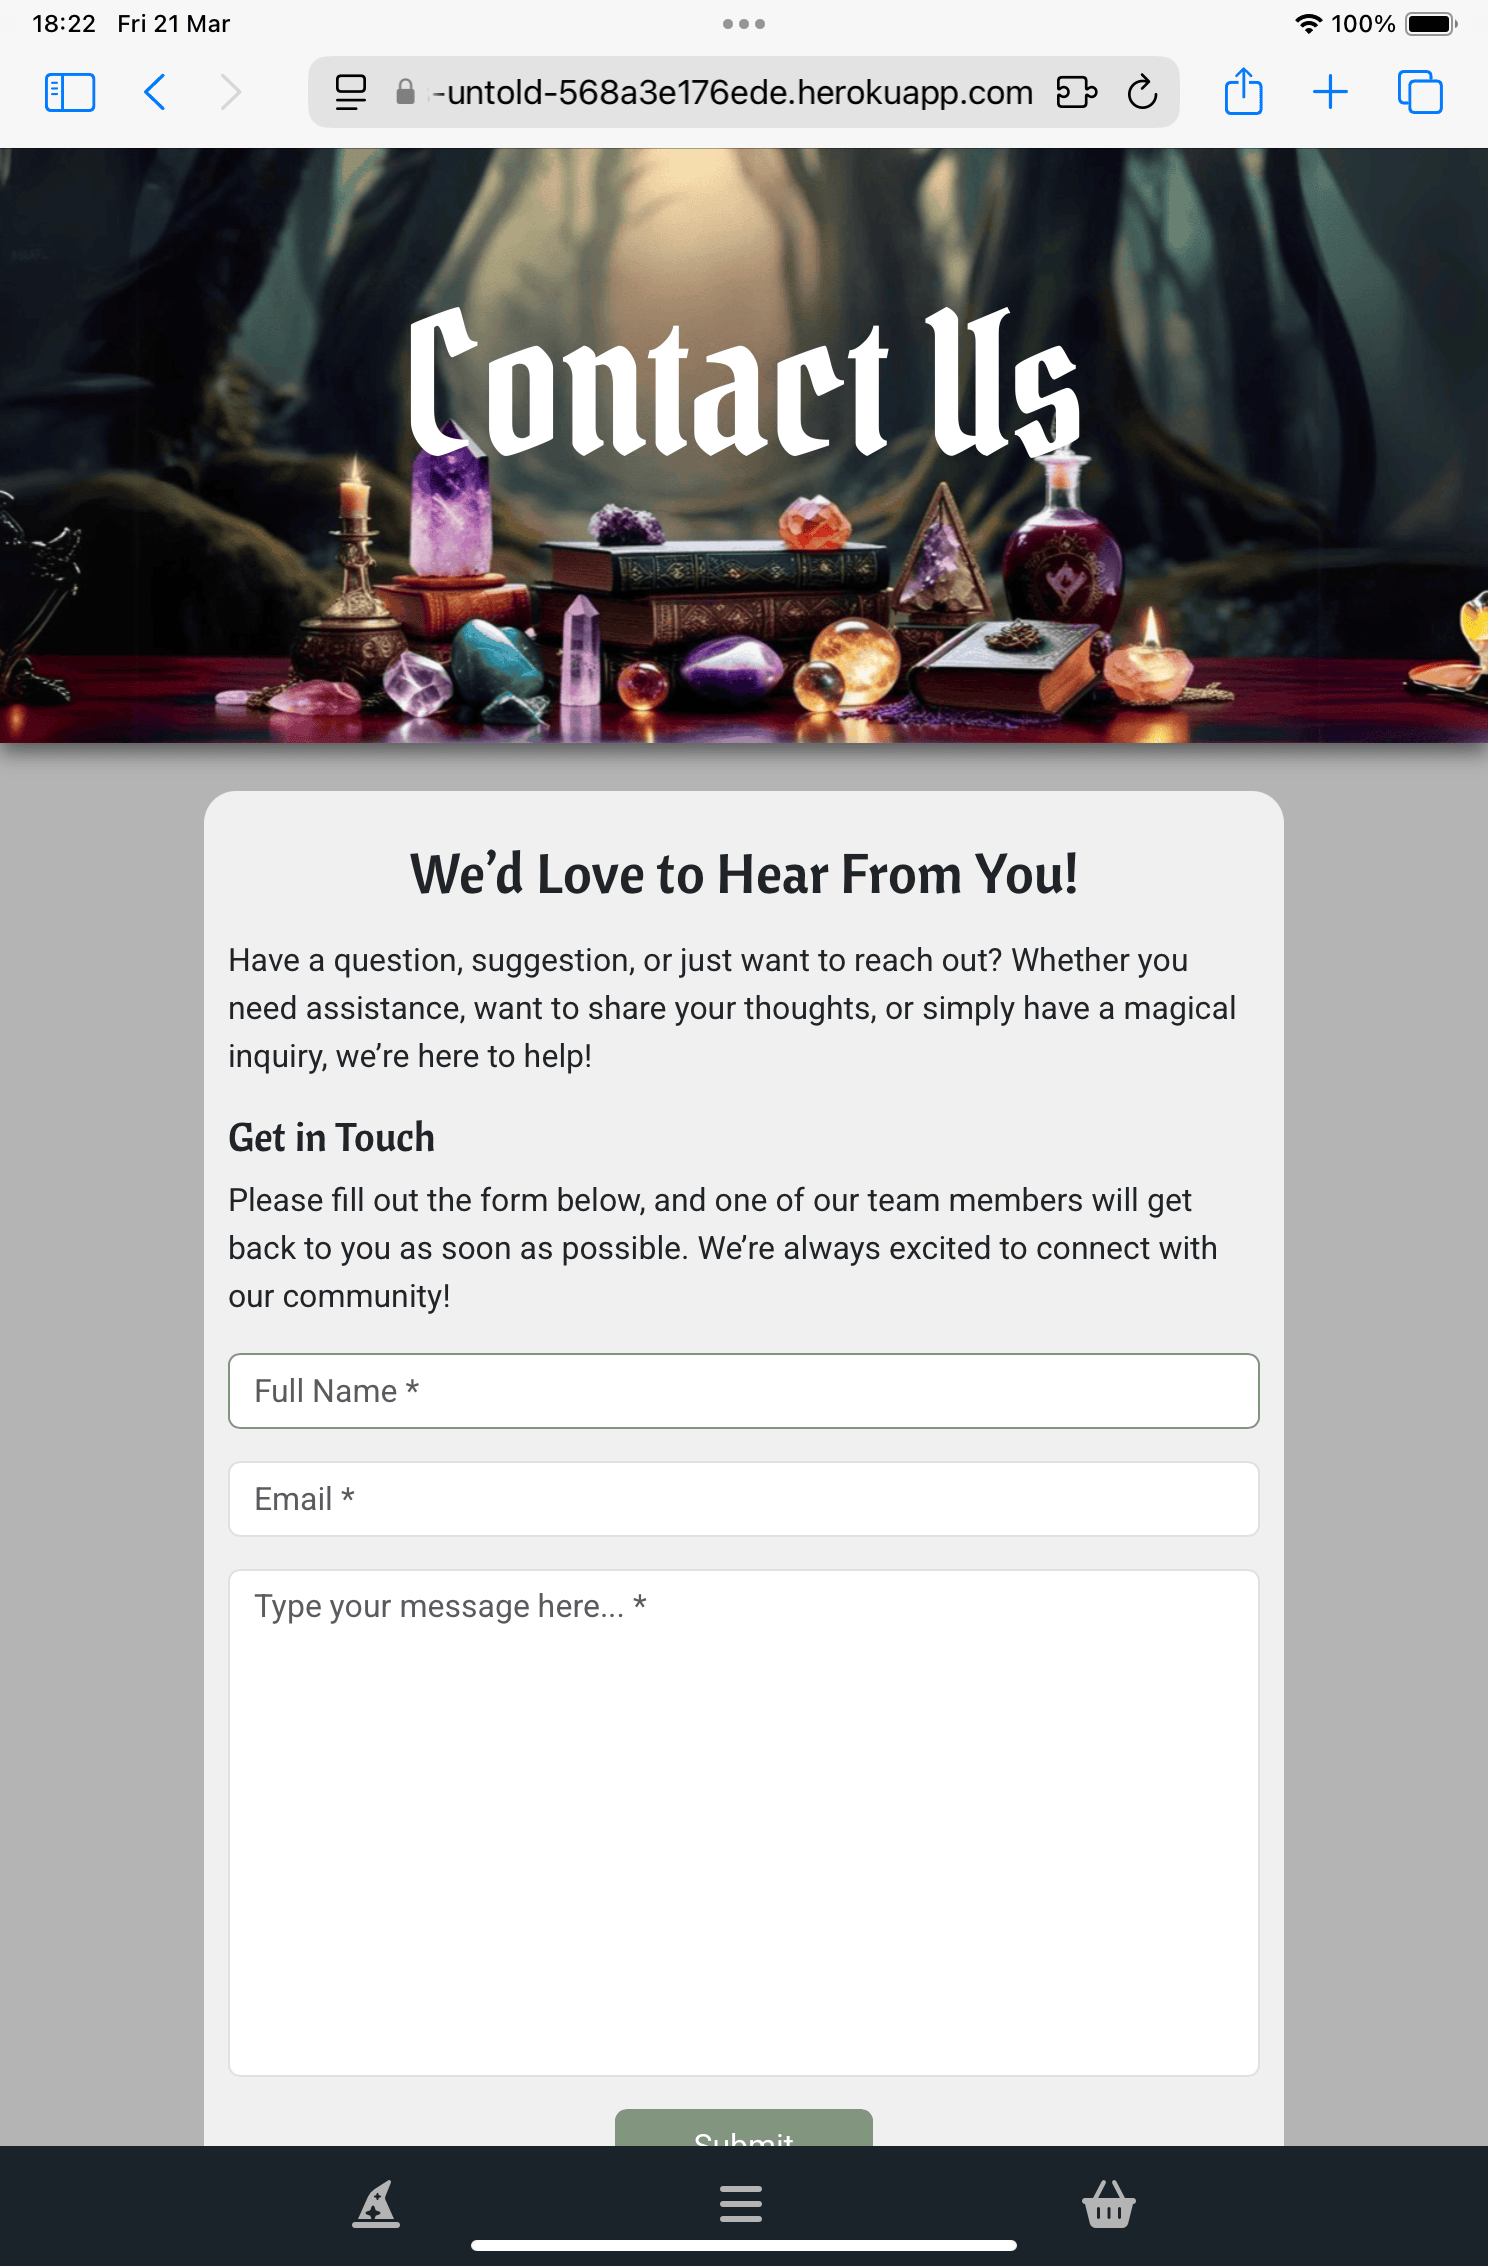 18:22 Fri 21 Mar 100%
-untold-568a3e176ede.herokuapp.com
Contact Us
We’d Love to Hear From You!
Have a question, suggestion, or just want to reach out? Whether you
need assistance, want to share your thoughts, or simply have a magical
inquiry, we’re here to help!
Get in Touch
Please fill out the form below, and one of our team members will get
back to you as soon as possible. We’re always excited to connect with
our community!
Full Name *
Email *
Type your message here... *
Submit